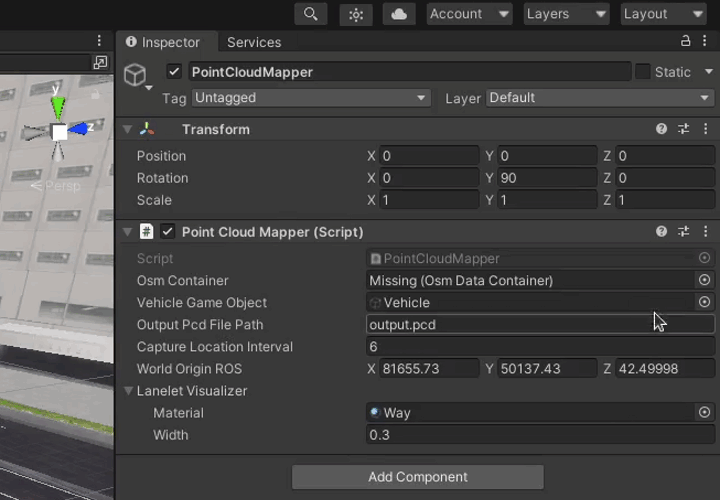 Account Layers Layout
Inspector Services
PointCloudMapper Static
Tag Untagged Layer Default
Transform
Position X 0 Y 0 Z 0
Rotation X 0 Y 90 Z 0
Scale X 1 Y 1 Z 1
# Point Cloud Mapper (Script)
Script PointCloudMapper
Osm Container Missing (Osm Data Container)
Vehicle Game Object Vehicle
Output Pcd File Path output.pcd
Capture Location Interval 6
World Origin ROS X 81655.73 Y 50137.43 Z 42.49998
Lanelet Visualizer
Material Way
Width 0.3
Add Component
y
z
Persp